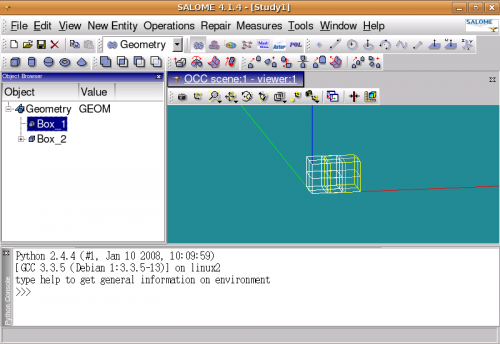 SALOME 4.1.4 - [Study1]
File Edit View New Entity Operations Repair Measures Tools Window Help
SALOME
Geometry
Object Browser
OCC scene:1 - viewer:1
Object Value
Geometry GEOM
Box_1
Box_2
Python 2.4.4 (#1, Jan 10 2008, 10:09:59)
[GCC 3.3.5 (Debian 1:3.3.5-13)] on linux2
type help to get general information on environment
>>>
Python Console